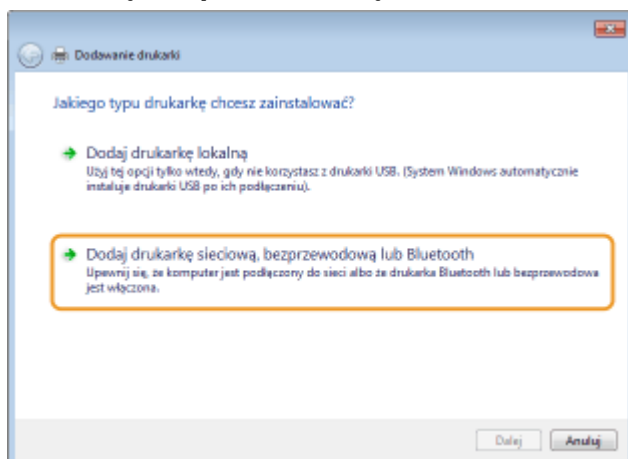 Dodawanie drukarki
Jakiego typu drukarkę chcesz zainstalować?
Dodaj drukarkę lokalną
Użyj tej opcji tylko wtedy, gdy nie korzystasz z drukarki USB. (System Windows automatycznie
instaluje drukarki USB po ich podłączeniu).
Dodaj drukarkę sieciową, bezprzewodową lub Bluetooth
Upewnij się, że komputer jest podłączony do sieci albo że drukarka Bluetooth lub bezprzewodowa
jest włączona.
Dalej Anuluj